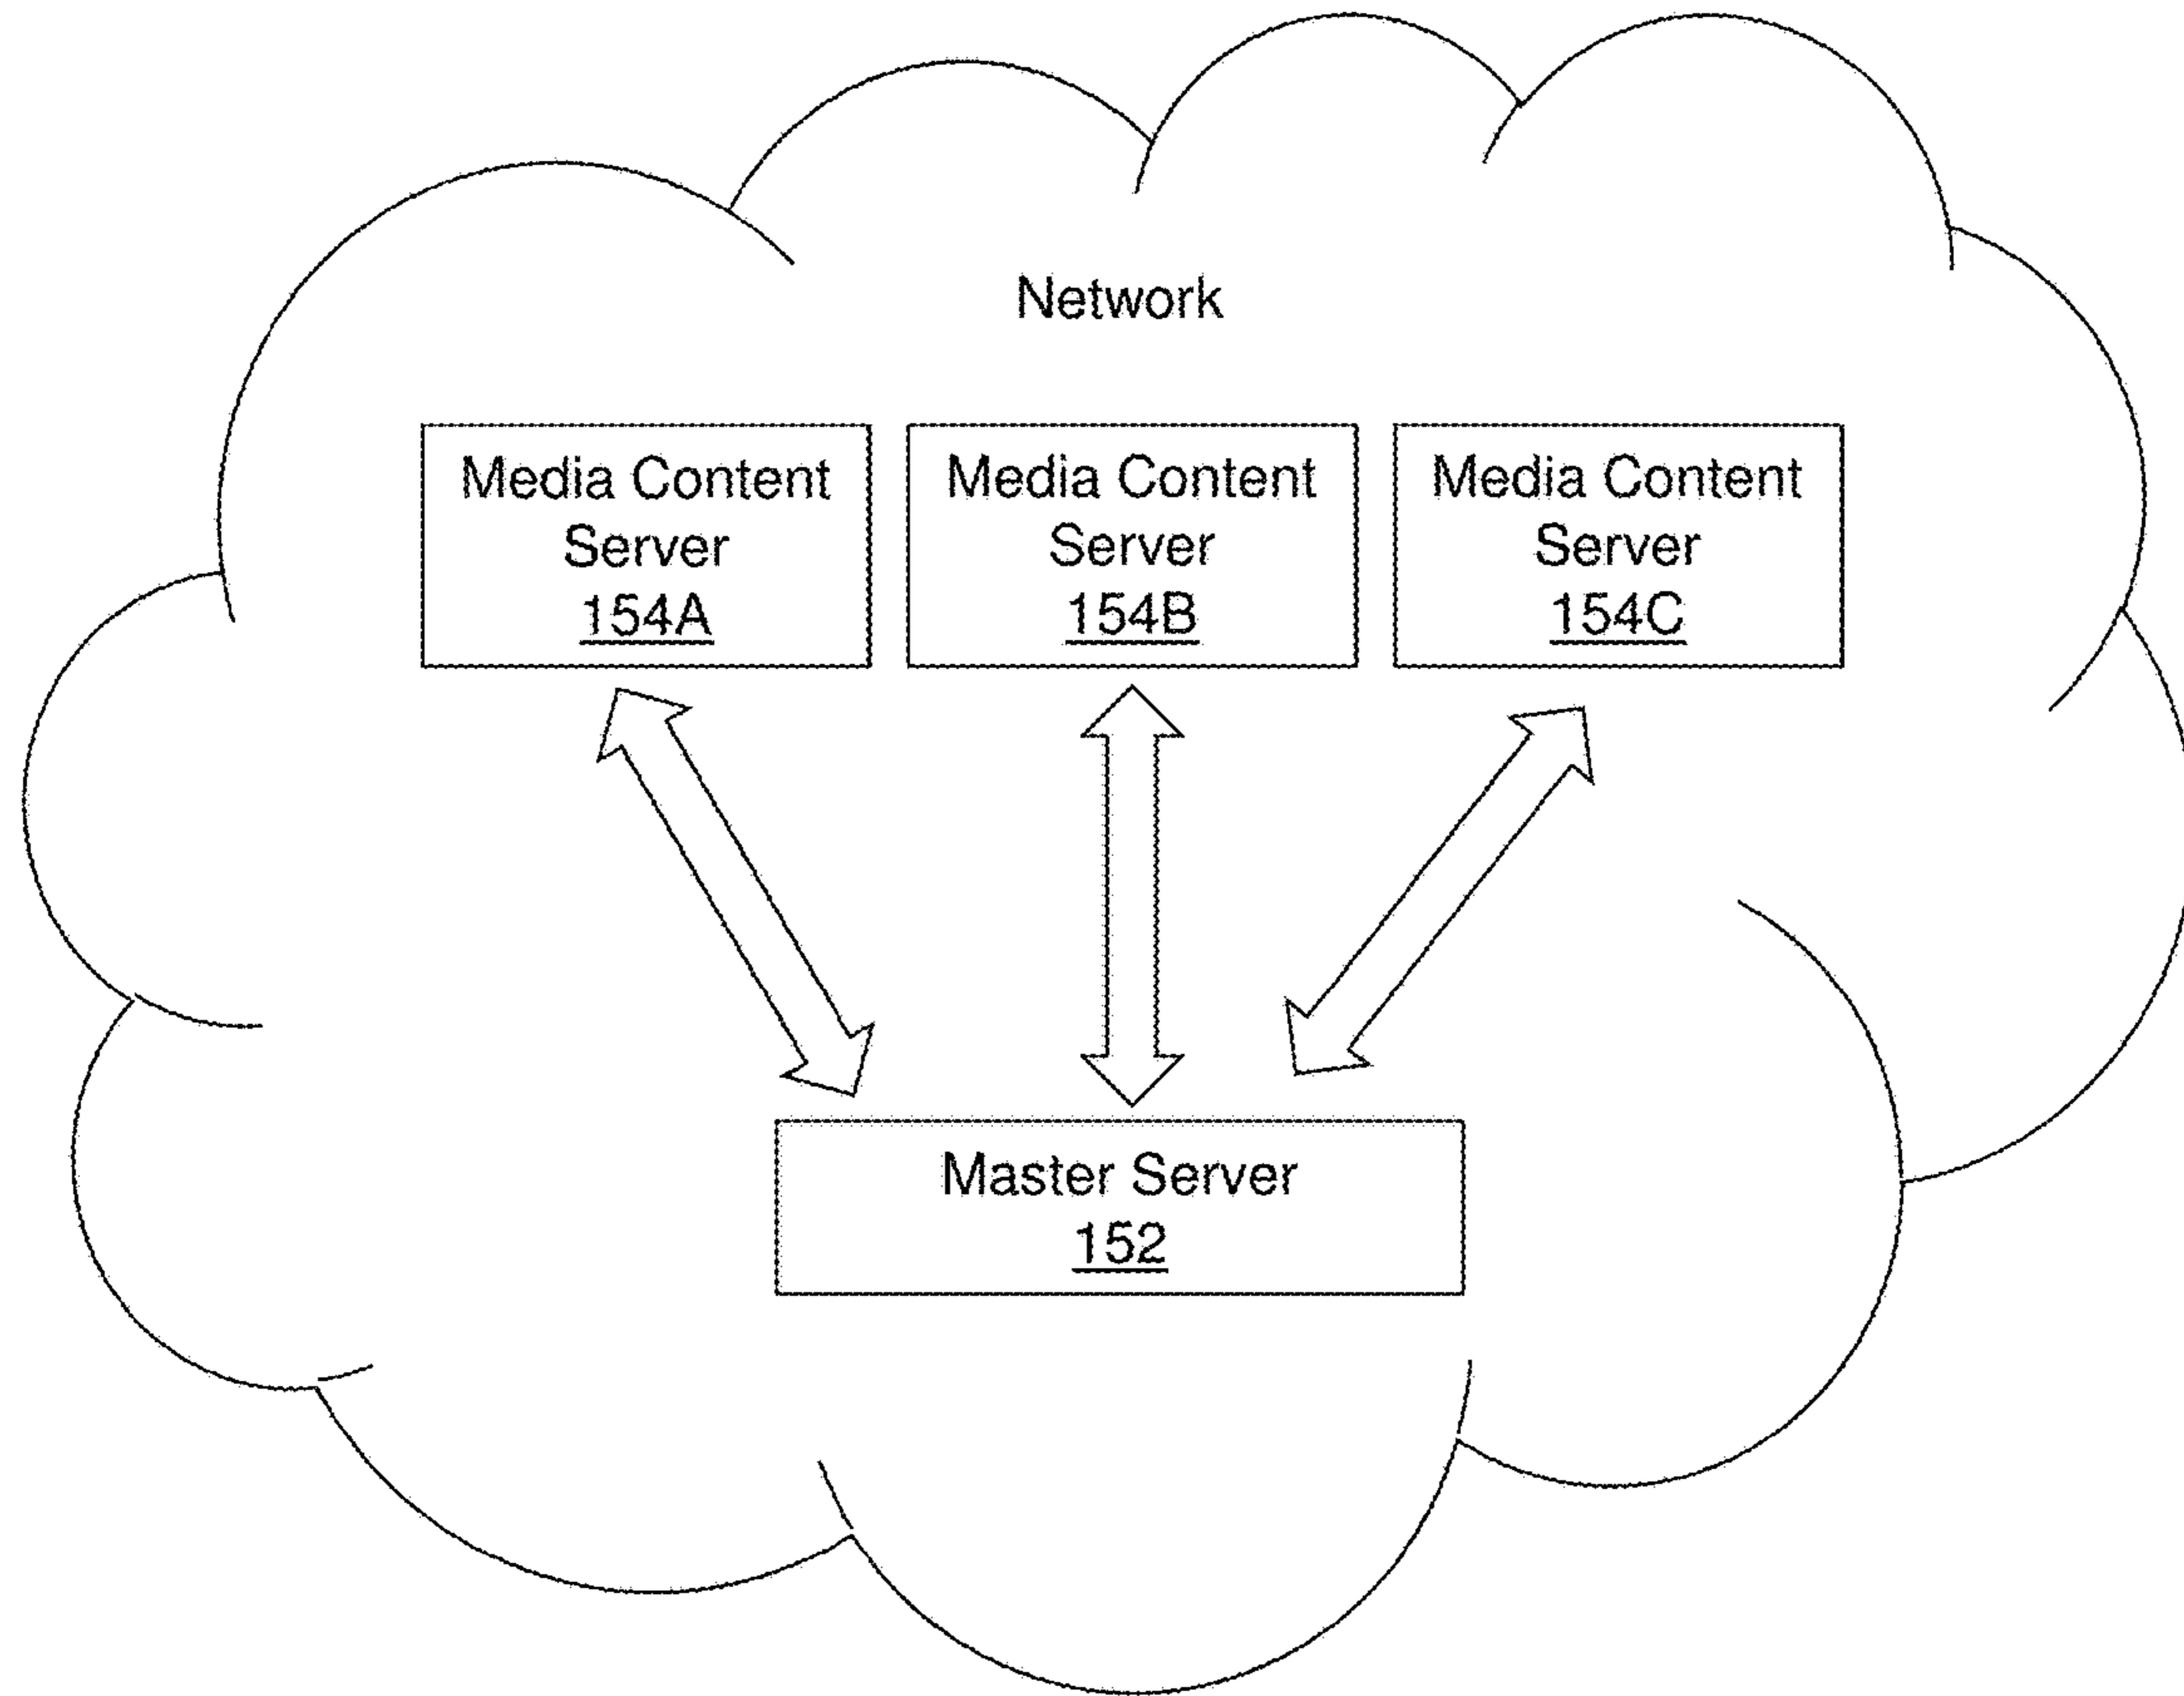 Network
Media Content
Server
154A
Media Content
Server
154B
Media Content
Server
154C
Master Server
152